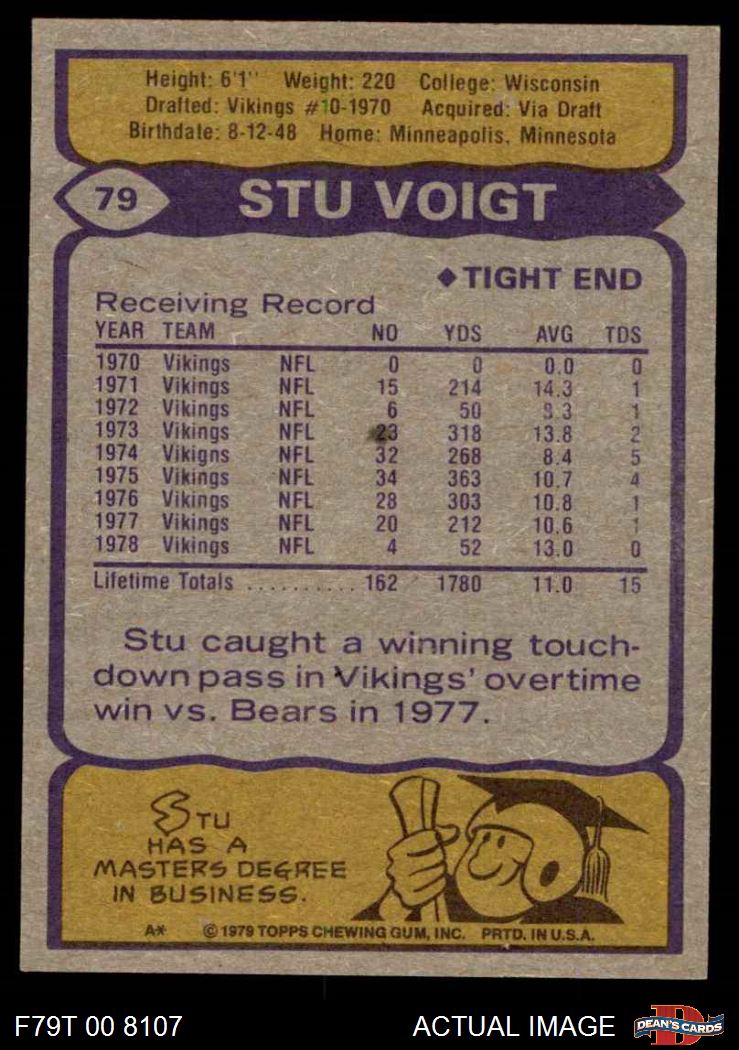 Height: 6'1" Weight: 220 College: Wisconsin
Drafted: Vikings #10-1970 Acquired: Via Draft
Birthdate: 8-12-48 Home: Minneapolis, Minnesota
79 STU VOIGT
◆TIGHT END
Receiving Record
YEAR TEAM NO YDS AVG TDS
1970 Vikings NFL 0 0 0.0 0
1971 Vikings NFL 15 214 14.3 1
1972 Vikings NFL 6 50 8.3 1
1973 Vikings NFL 23 318 13.8 2
1974 Vikigns NFL 32 268 8.4 5
1975 Vikings NFL 34 363 10.7 4
1976 Vikings NFL 28 303 10.8 1
1977 Vikings NFL 20 212 10.6 1
1978 Vikings NFL 4 52 13.0 0
Lifetime Totals .......... 162 1780 11.0 15
Stu caught a winning touch-
down pass in Vikings' overtime
win vs. Bears in 1977.
STU
HAS A
MASTERS DEGREE
IN BUSINESS.
A* © 1979 TOPPS CHEWING GUM, INC. PRTD. IN U.S.A.
F79T 00 8107 ACTUAL IMAGE D DEAN'S CARDS